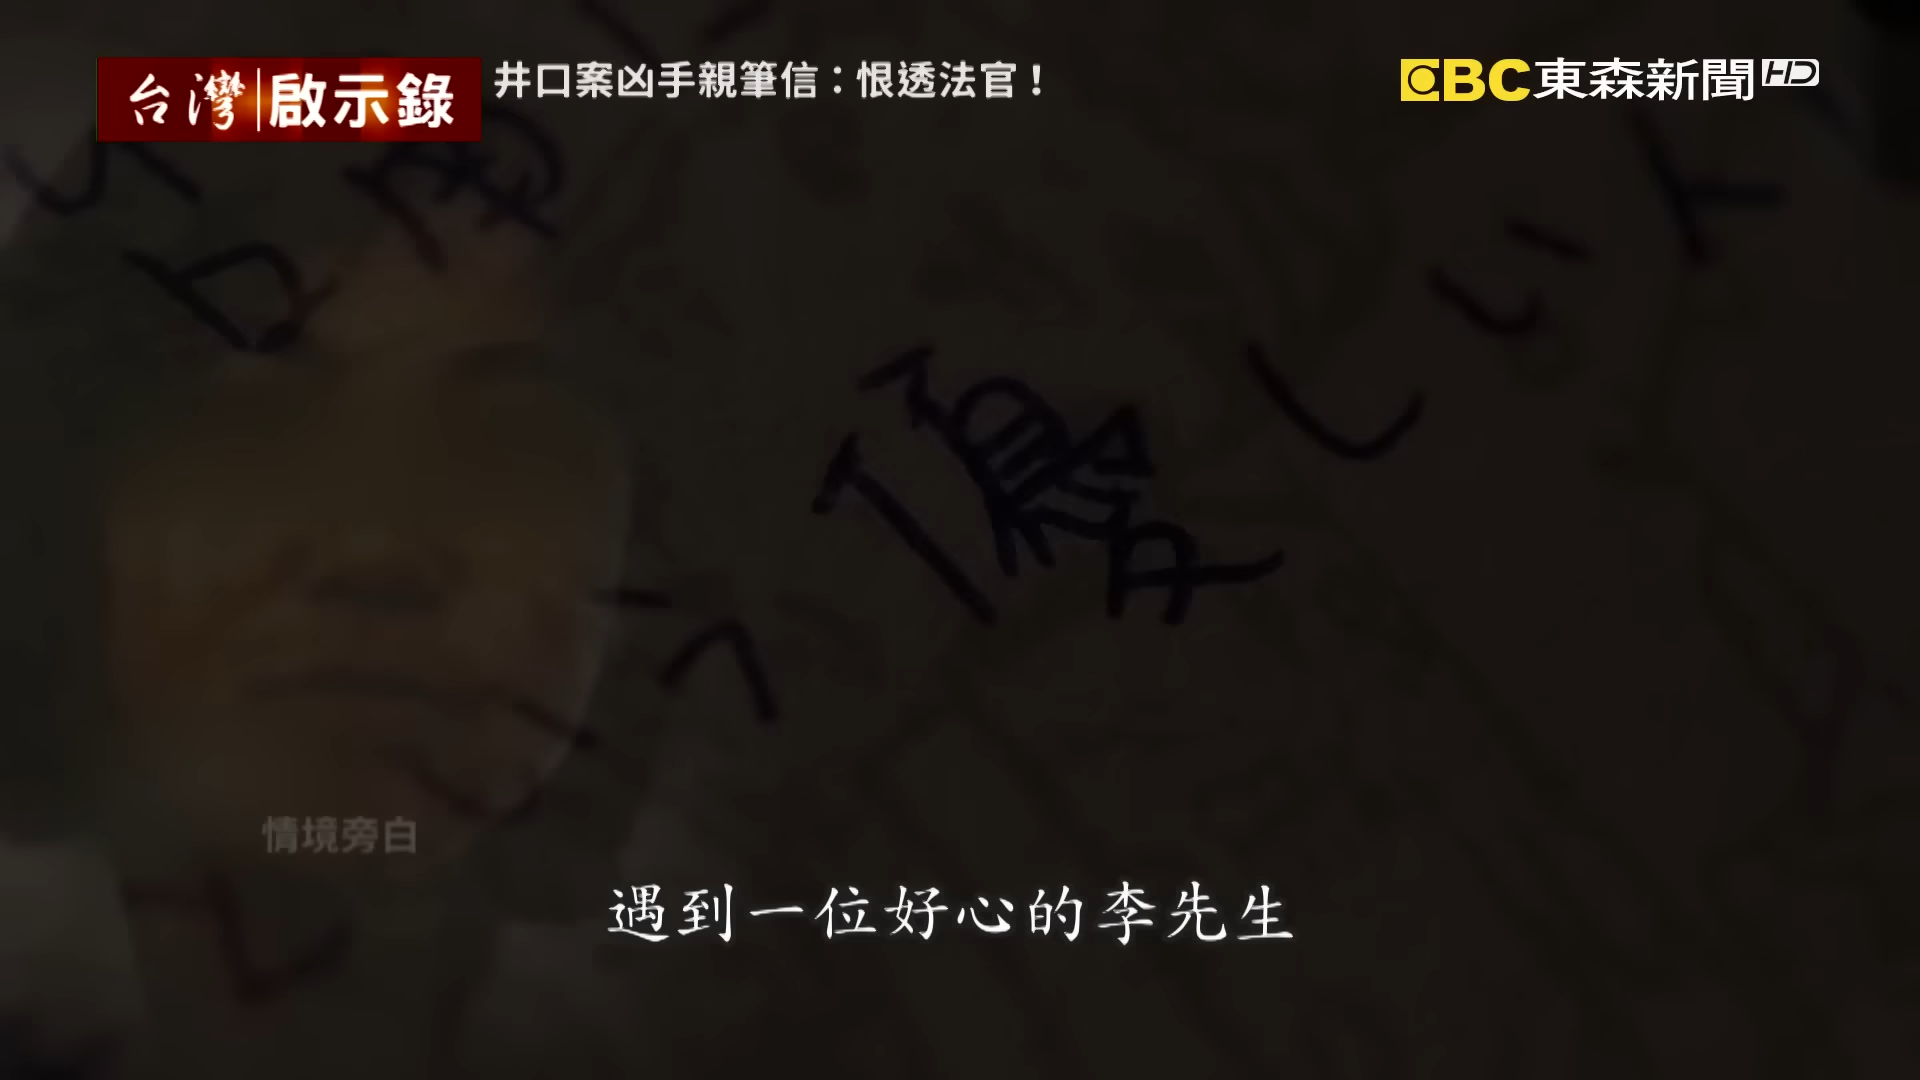 台灣啟示錄
井口案凶手親筆信：恨透法官！
EBC東森新聞HD
優しい
情境旁白
遇到一位好心的李先生